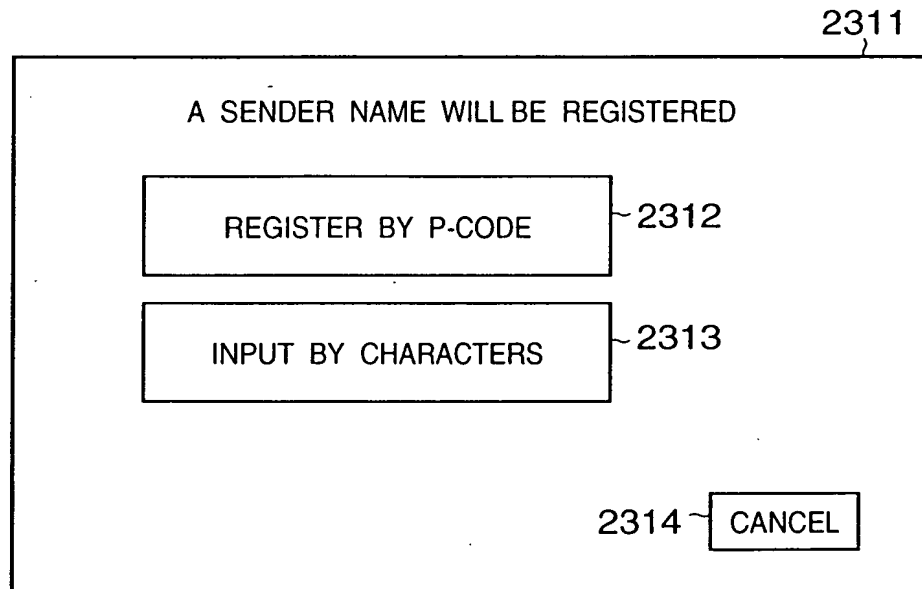 2311
A SENDER NAME WILL BE REGISTERED
REGISTER BY P-CODE
2312
INPUT BY CHARACTERS
2313
2314
CANCEL